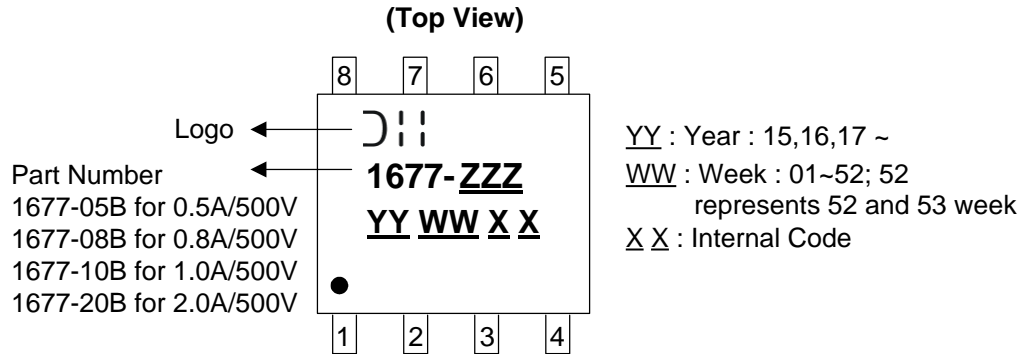 (Top View)
8 7 6 5
Logo
Part Number
1677-05B for 0.5A/500V
1677-08B for 0.8A/500V
1677-10B for 1.0A/500V
1677-20B for 2.0A/500V
1677-ZZZ
YY WW X X
1 2 3 4
YY : Year : 15,16,17 ~
WW : Week : 01~52; 52
represents 52 and 53 week
X X : Internal Code